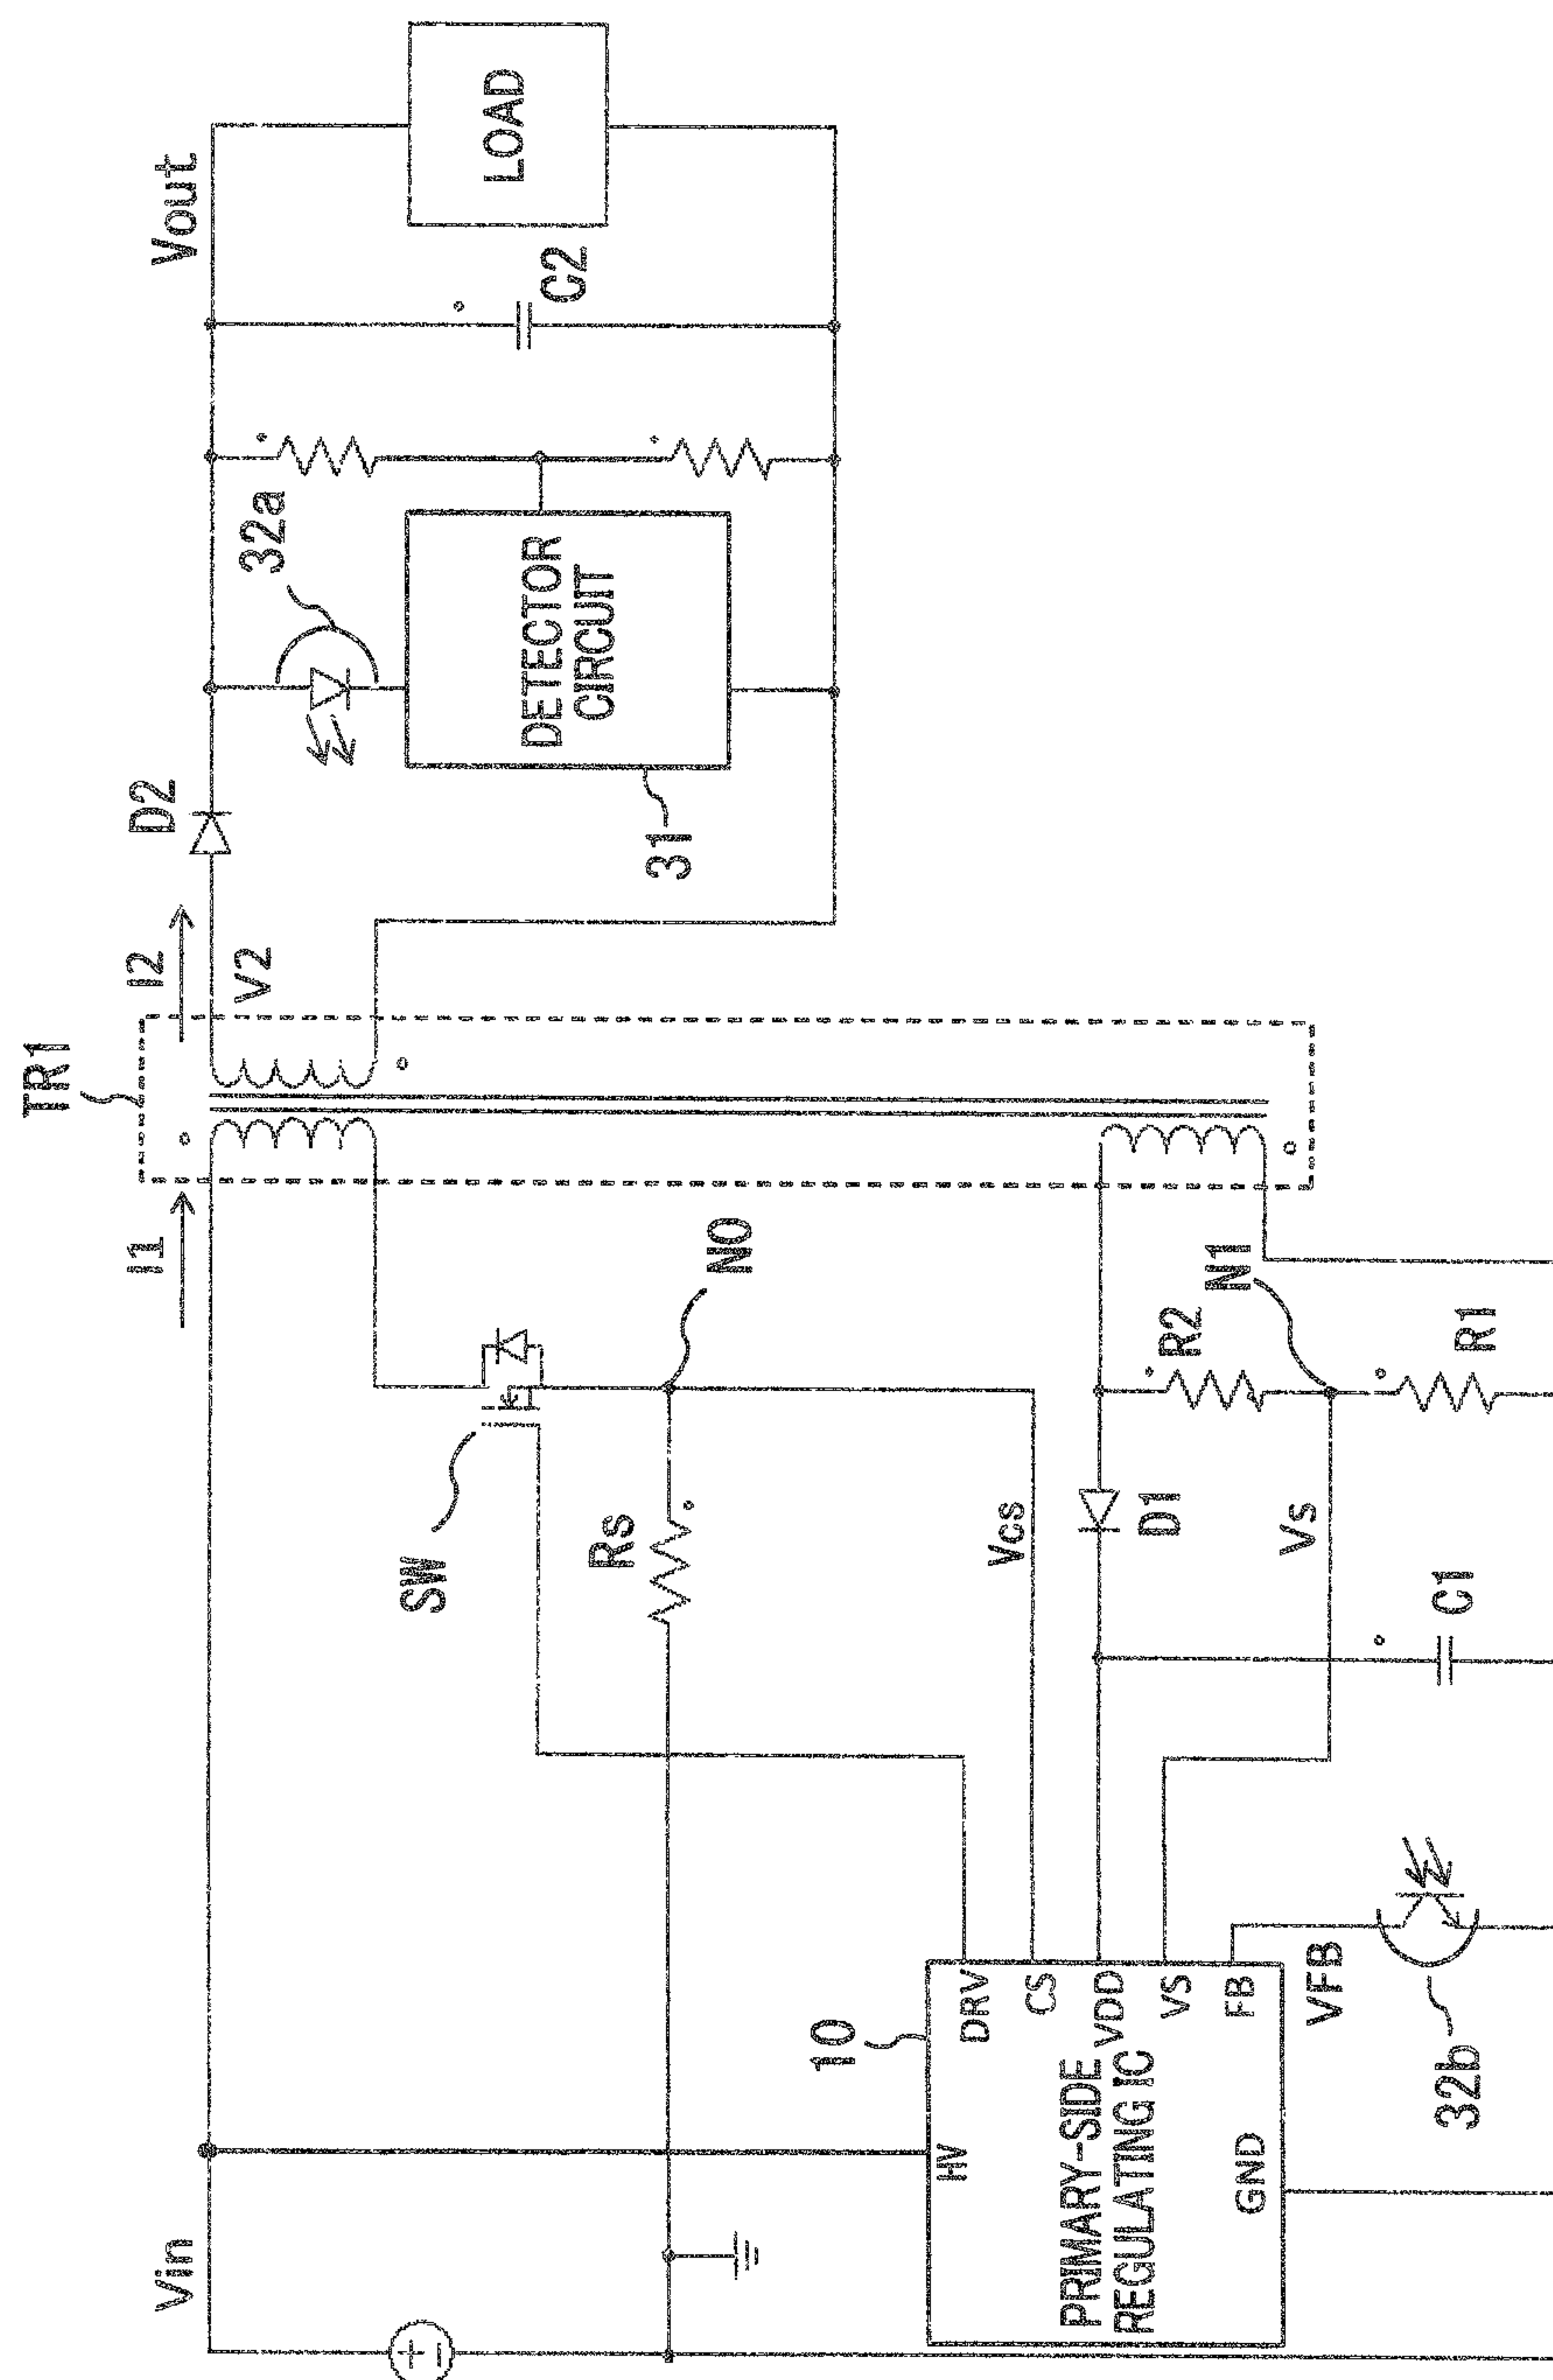 Vin
I1
TR1
I2
V2
D2
32a
Vout
LOAD
C2
DETECTOR
CIRCUIT
31
SW
Rs
N0
Vcs
D1
R2
N1
Vs
C1
R1
10
HV
DRV
CS
VDD
VS
FB
GND
PRIMARY-SIDE
REGULATING IC
VFB
32b